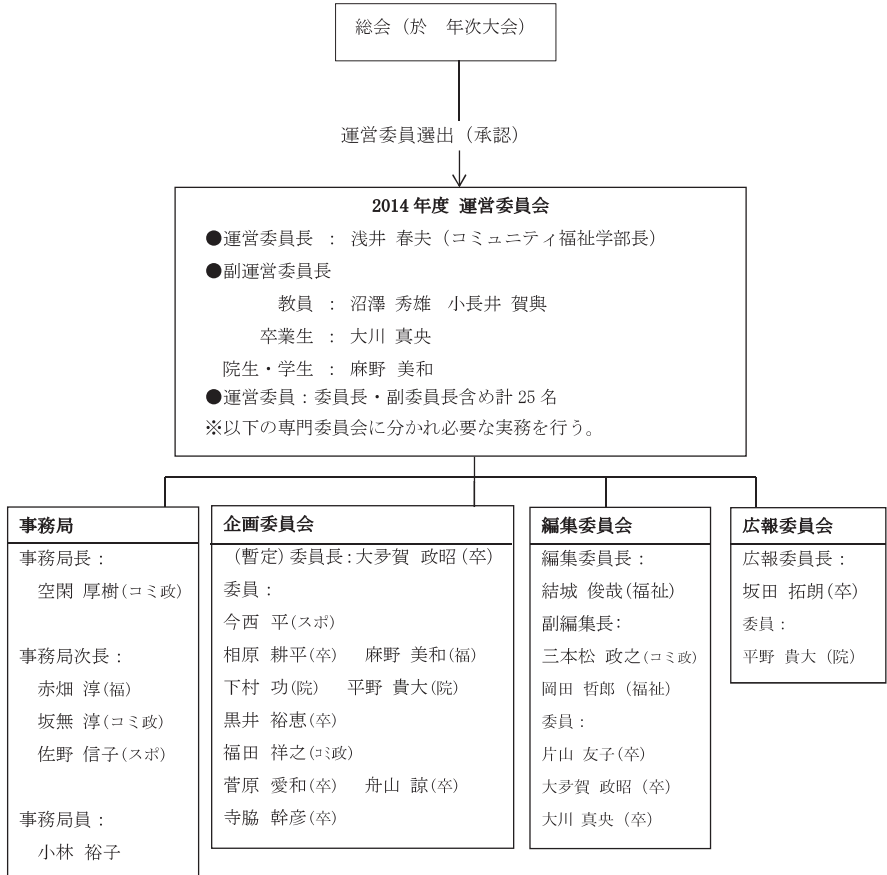 総会（於　年次大会）
運営委員選出（承認）
2014 年度 運営委員会
●運営委員長 ： 浅井 春夫（コミュニティ福祉学部長）
●副運営委員長
教員 ： 沼澤 秀雄 小長井 賀與
卒業生 ： 大川 真央
院生・学生 ： 麻野 美和
●運営委員：委員長・副委員長含め計 25 名
※以下の専門委員会に分かれ必要な実務を行う。
事務局
事務局長：
空閑 厚樹(コミ政)
事務局次長：
赤畑 淳(福)
坂無 淳(コミ政)
佐野 信子(スポ)
事務局員：
小林 裕子
企画委員会
（暫定）委員長：大夛賀 政昭(卒)
委員：
今西 平(スポ)
相原 耕平(卒)　麻野 美和(福)
下村 功(院)　平野 貴大(院)
黒井 裕恵(卒)
福田 祥之(コミ政)
菅原 愛和(卒)　舟山 諒(卒)
寺脇 幹彦(卒)
編集委員会
編集委員長：
結城 俊哉(福祉)
副編集長：
三本松 政之(コミ政)
岡田 哲郎（福祉）
委員：
片山 友子(卒)
大夛賀 政昭（卒）
大川 真央（卒）
広報委員会
広報委員長：
坂田 拓朗(卒)
委員：
平野 貴大（院）